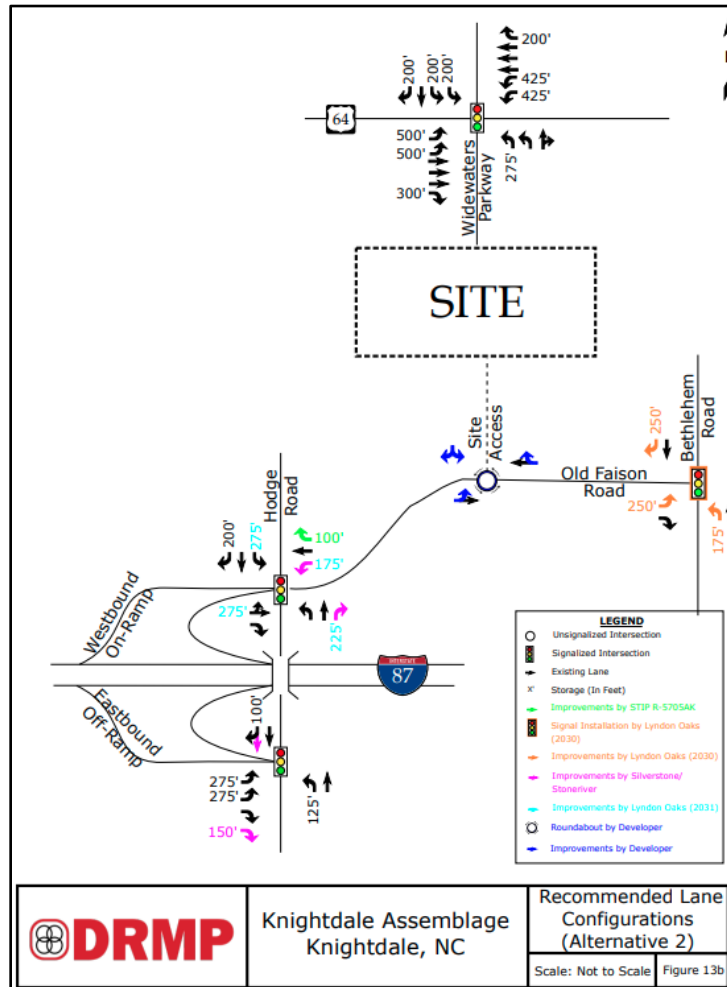 200'
200'
200'
200'
425'
425'
64
500'
500'
300'
275'
Widewaters
Parkway
SITE
Site
Access
250'
Bethlehem
Road
Old Faison
Road
250'
175'
Hodge
Road
200'
275'
100'
175'
275'
225'
Westbound
On-Ramp
INTERSTATE
87
Eastbound
Off-Ramp
100'
275'
275'
150'
125'
LEGEND
Unsignalized Intersection
Signalized Intersection
Existing Lane
X' Storage (In Feet)
Improvements by STIP R-5705AK
Signal Installation by Lyndon Oaks
(2030)
Improvements by Lyndon Oaks (2030)
Improvements by Silverstone/
Stoneriver
Improvements by Lyndon Oaks (2031)
Roundabout by Developer
Improvements by Developer
DRMP
Knightdale Assemblage
Knightdale, NC
Recommended Lane
Configurations
(Alternative 2)
Scale: Not to Scale
Figure 13b